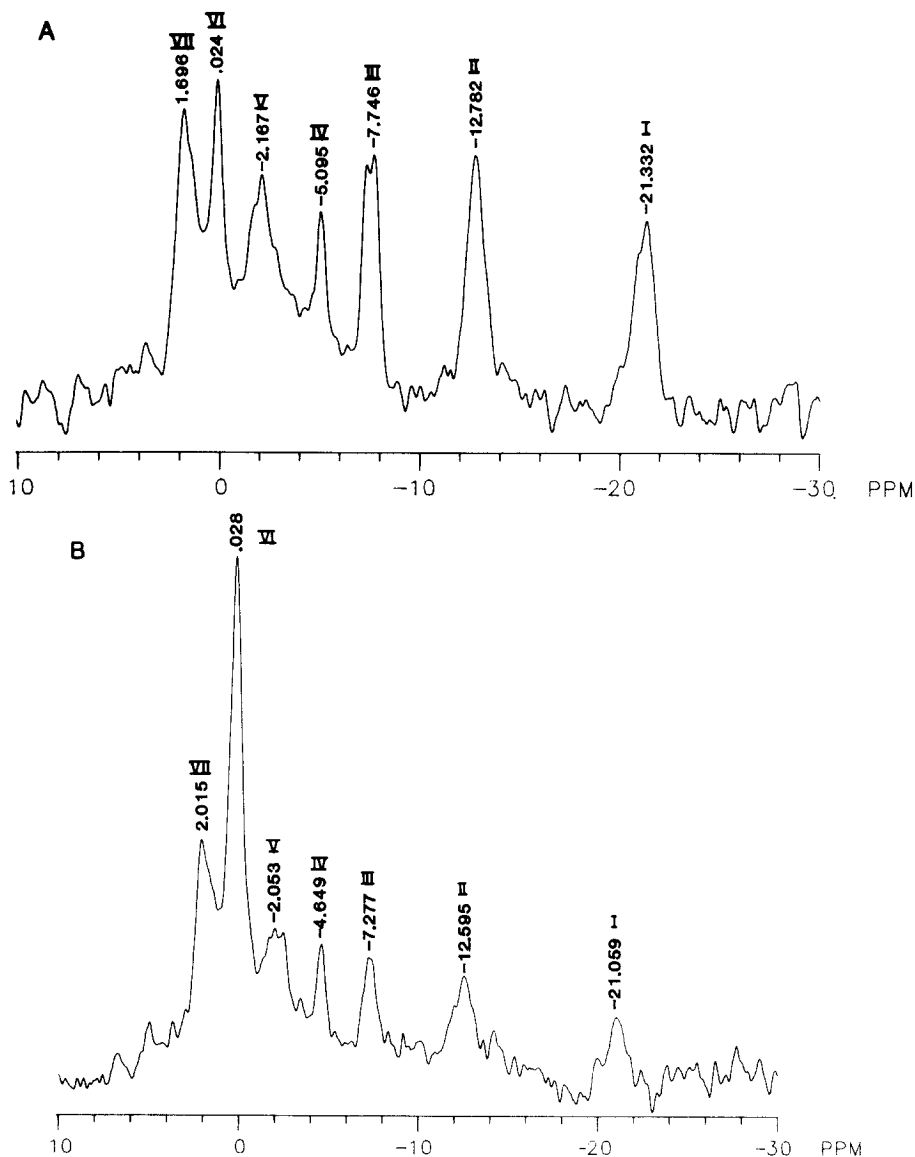 A
1.696 VII
.024 VI
-2.167 V
-5.095 IV
-7.746 III
-12.782 II
-21.332 I
10 0 -10 -20 -30 PPM
B
.028 VI
2.015 VII
-2.053 V
-4.649 IV
-7.277 III
-12.595 II
-21.059 I
10 0 -10 -20 -30 PPM